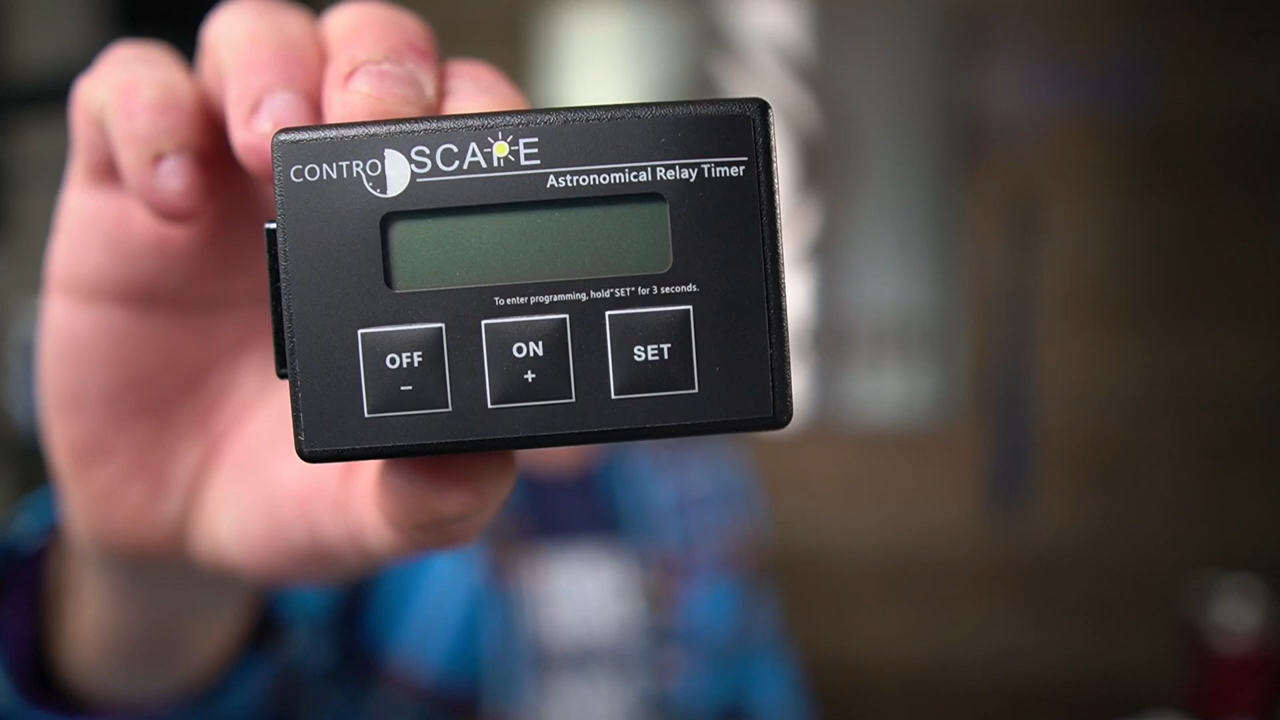 CONTROLSCAPE
Astronomical Relay Timer
To enter programming, hold "SET" for 3 seconds.
OFF
–
ON
+
SET